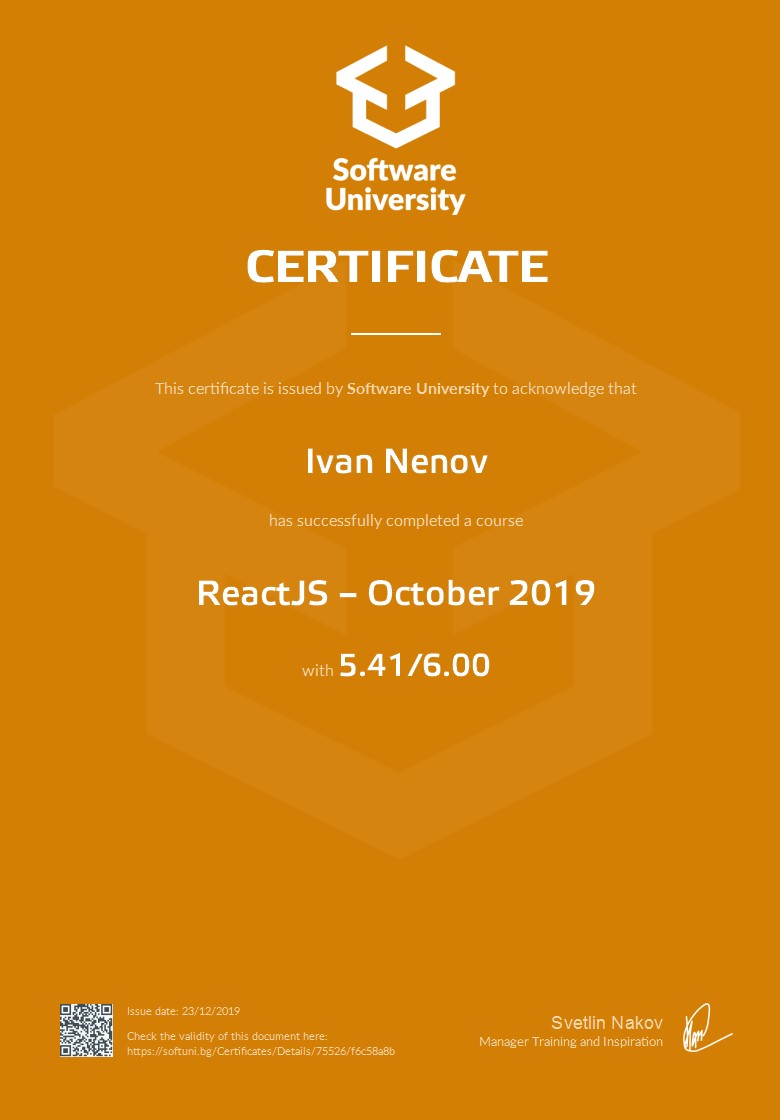 Software
University
CERTIFICATE
This certificate is issued by Software University to acknowledge that
Ivan Nenov
has successfully completed a course
ReactJS – October 2019
with 5.41/6.00
Issue date: 23/12/2019
Check the validity of this document here:
https://softuni.bg/Certificates/Details/75526/f6c58a8b
Svetlin Nakov
Manager Training and Inspiration